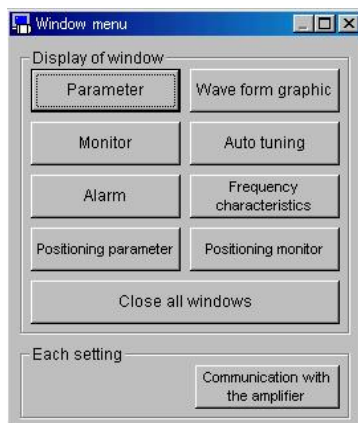 Window menu
Display of window
Parameter
Wave form graphic
Monitor
Auto tuning
Alarm
Frequency
characteristics
Positioning parameter
Positioning monitor
Close all windows
Each setting
Communication with
the amplifier